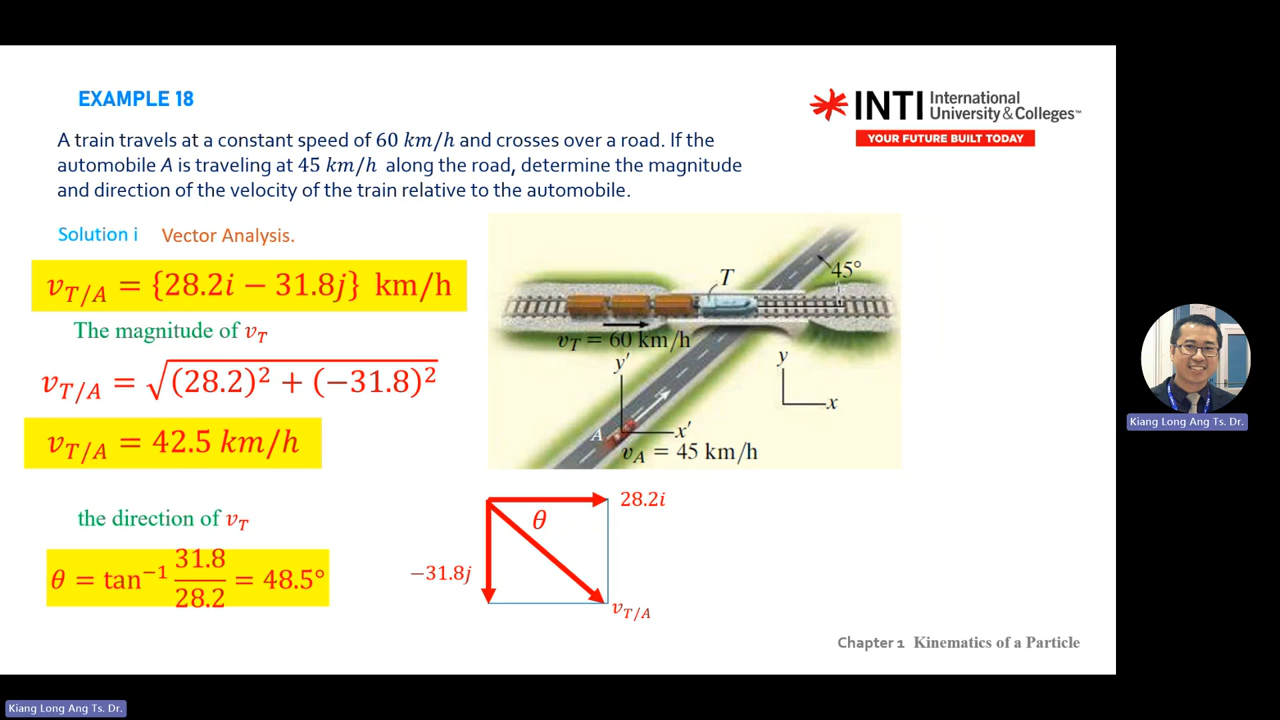 EXAMPLE 18
INTI International
University & Colleges™
YOUR FUTURE BUILT TODAY
A train travels at a constant speed of 60 km/h and crosses over a road. If the
automobile A is traveling at 45 km/h along the road, determine the magnitude
and direction of the velocity of the train relative to the automobile.
Solution i Vector Analysis.
v_{T/A} = {28.2i − 31.8j} km/h
The magnitude of v_T
v_{T/A} = √(28.2)² + (−31.8)²
v_{T/A} = 42.5 km/h
the direction of v_T
θ = tan⁻¹ 31.8/28.2 = 48.5°
T
45°
v_T = 60 km/h
y'
y
x
A
x'
v_A = 45 km/h
28.2i
θ
−31.8j
v_{T/A}
Chapter 1 Kinematics of a Particle
Kiang Long Ang Ts. Dr.
Kiang Long Ang Ts. Dr.